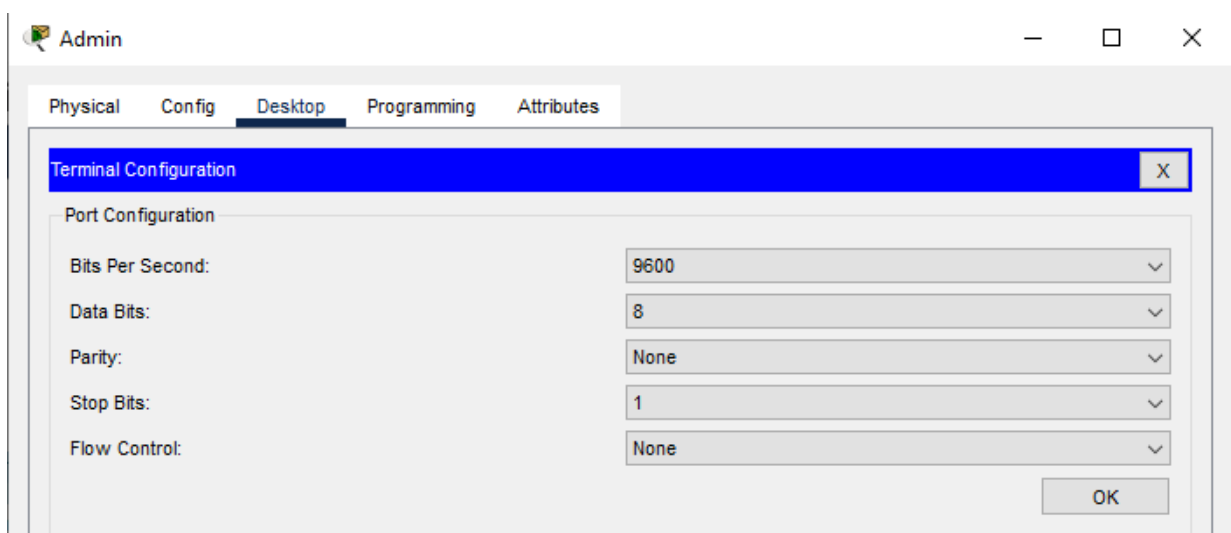 Admin
Physical Config Desktop Programming Attributes
Terminal Configuration X
Port Configuration
Bits Per Second: 9600
Data Bits: 8
Parity: None
Stop Bits: 1
Flow Control: None
OK